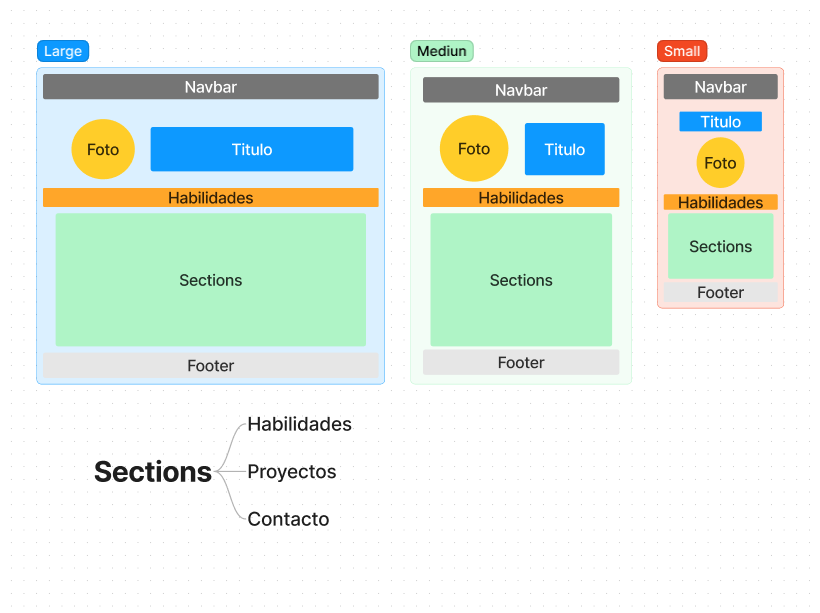 Large
Navbar
Foto
Titulo
Habilidades
Sections
Footer
Mediun
Navbar
Foto
Titulo
Habilidades
Sections
Footer
Small
Navbar
Titulo
Foto
Habilidades
Sections
Footer
Sections
Habilidades
Proyectos
Contacto